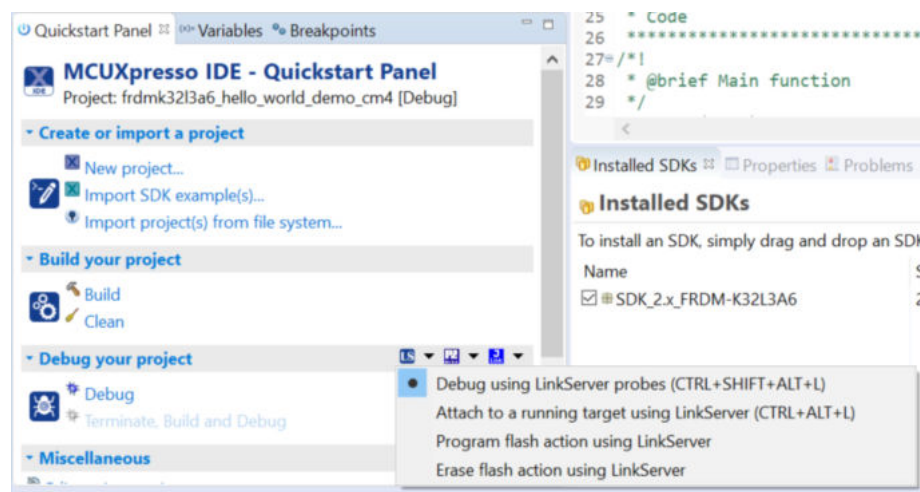 Quickstart Panel
Variables
Breakpoints
MCUXpresso IDE - Quickstart Panel
IDE
Project: frdmk32l3a6_hello_world_demo_cm4 [Debug]
Create or import a project
New project...
Import SDK example(s)...
Import project(s) from file system...
Build your project
Build
Clean
Debug your project
LS
Debug
Terminate, Build and Debug
Miscellaneous
25 * Code
26 *****************************
27 /*!
28 * @brief Main function
29 */
Installed SDKs
Properties
Problems
Installed SDKs
To install an SDK, simply drag and drop an SDK
Name
SDK_2.x_FRDM-K32L3A6
Debug using LinkServer probes (CTRL+SHIFT+ALT+L)
Attach to a running target using LinkServer (CTRL+ALT+L)
Program flash action using LinkServer
Erase flash action using LinkServer